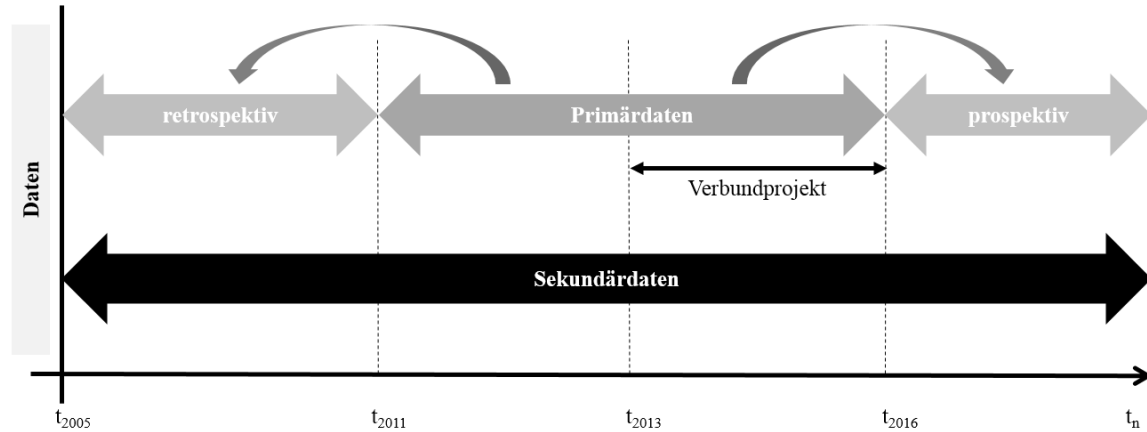 Daten
retrospektiv
Primärdaten
prospektiv
Verbundprojekt
Sekundärdaten
t2005
t2011
t2013
t2016
tn